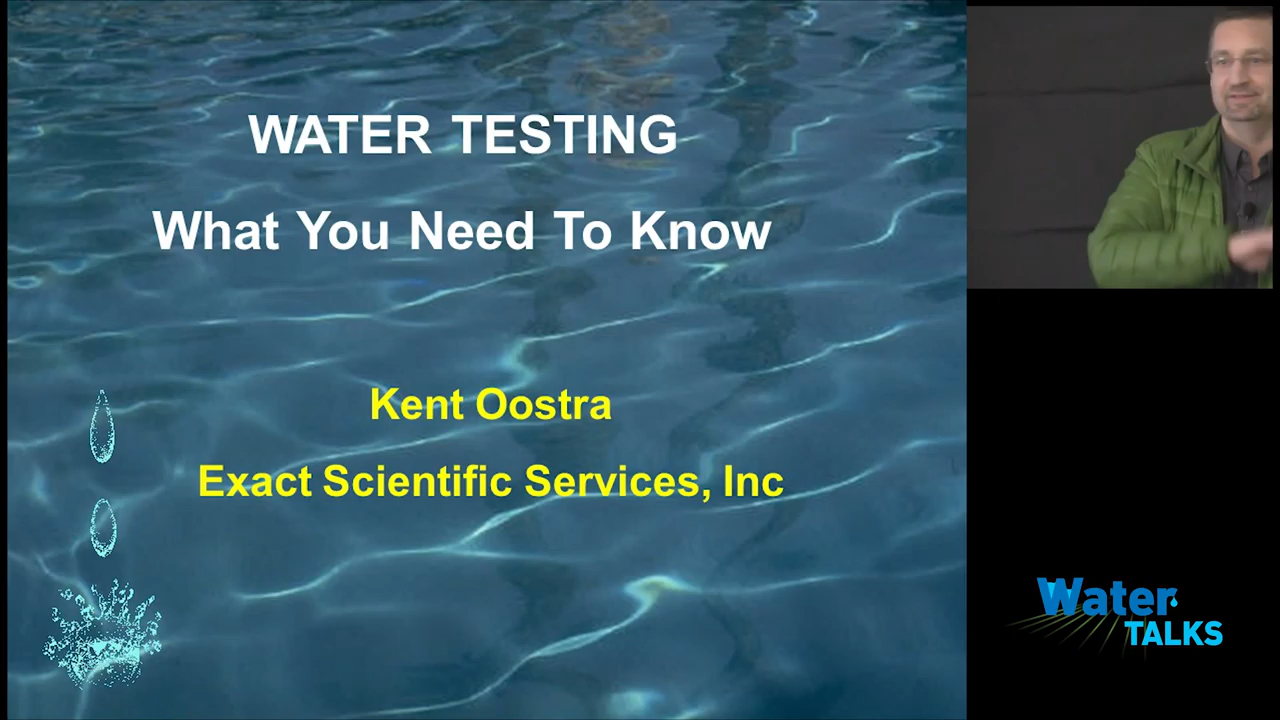 WATER TESTING
What You Need To Know
Kent Oostra
Exact Scientific Services, Inc
Water
TALKS